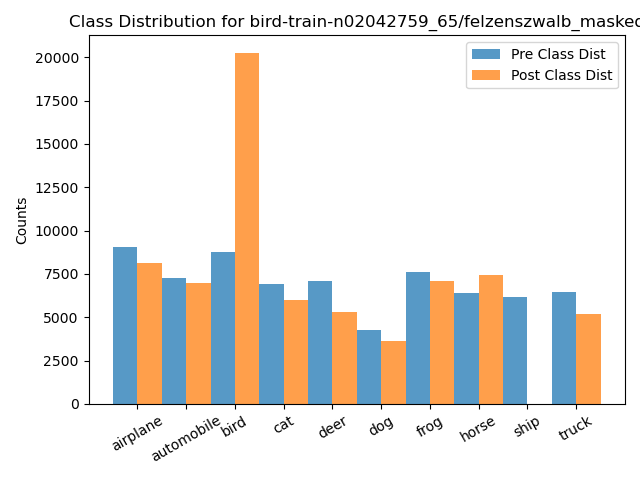 Class Distribution for bird-train-n02042759_65/felzenszwalb_masked
Pre Class Dist
Post Class Dist
Counts
20000
17500
15000
12500
10000
7500
5000
2500
0
airplane
automobile
bird
cat
deer
dog
frog
horse
ship
truck